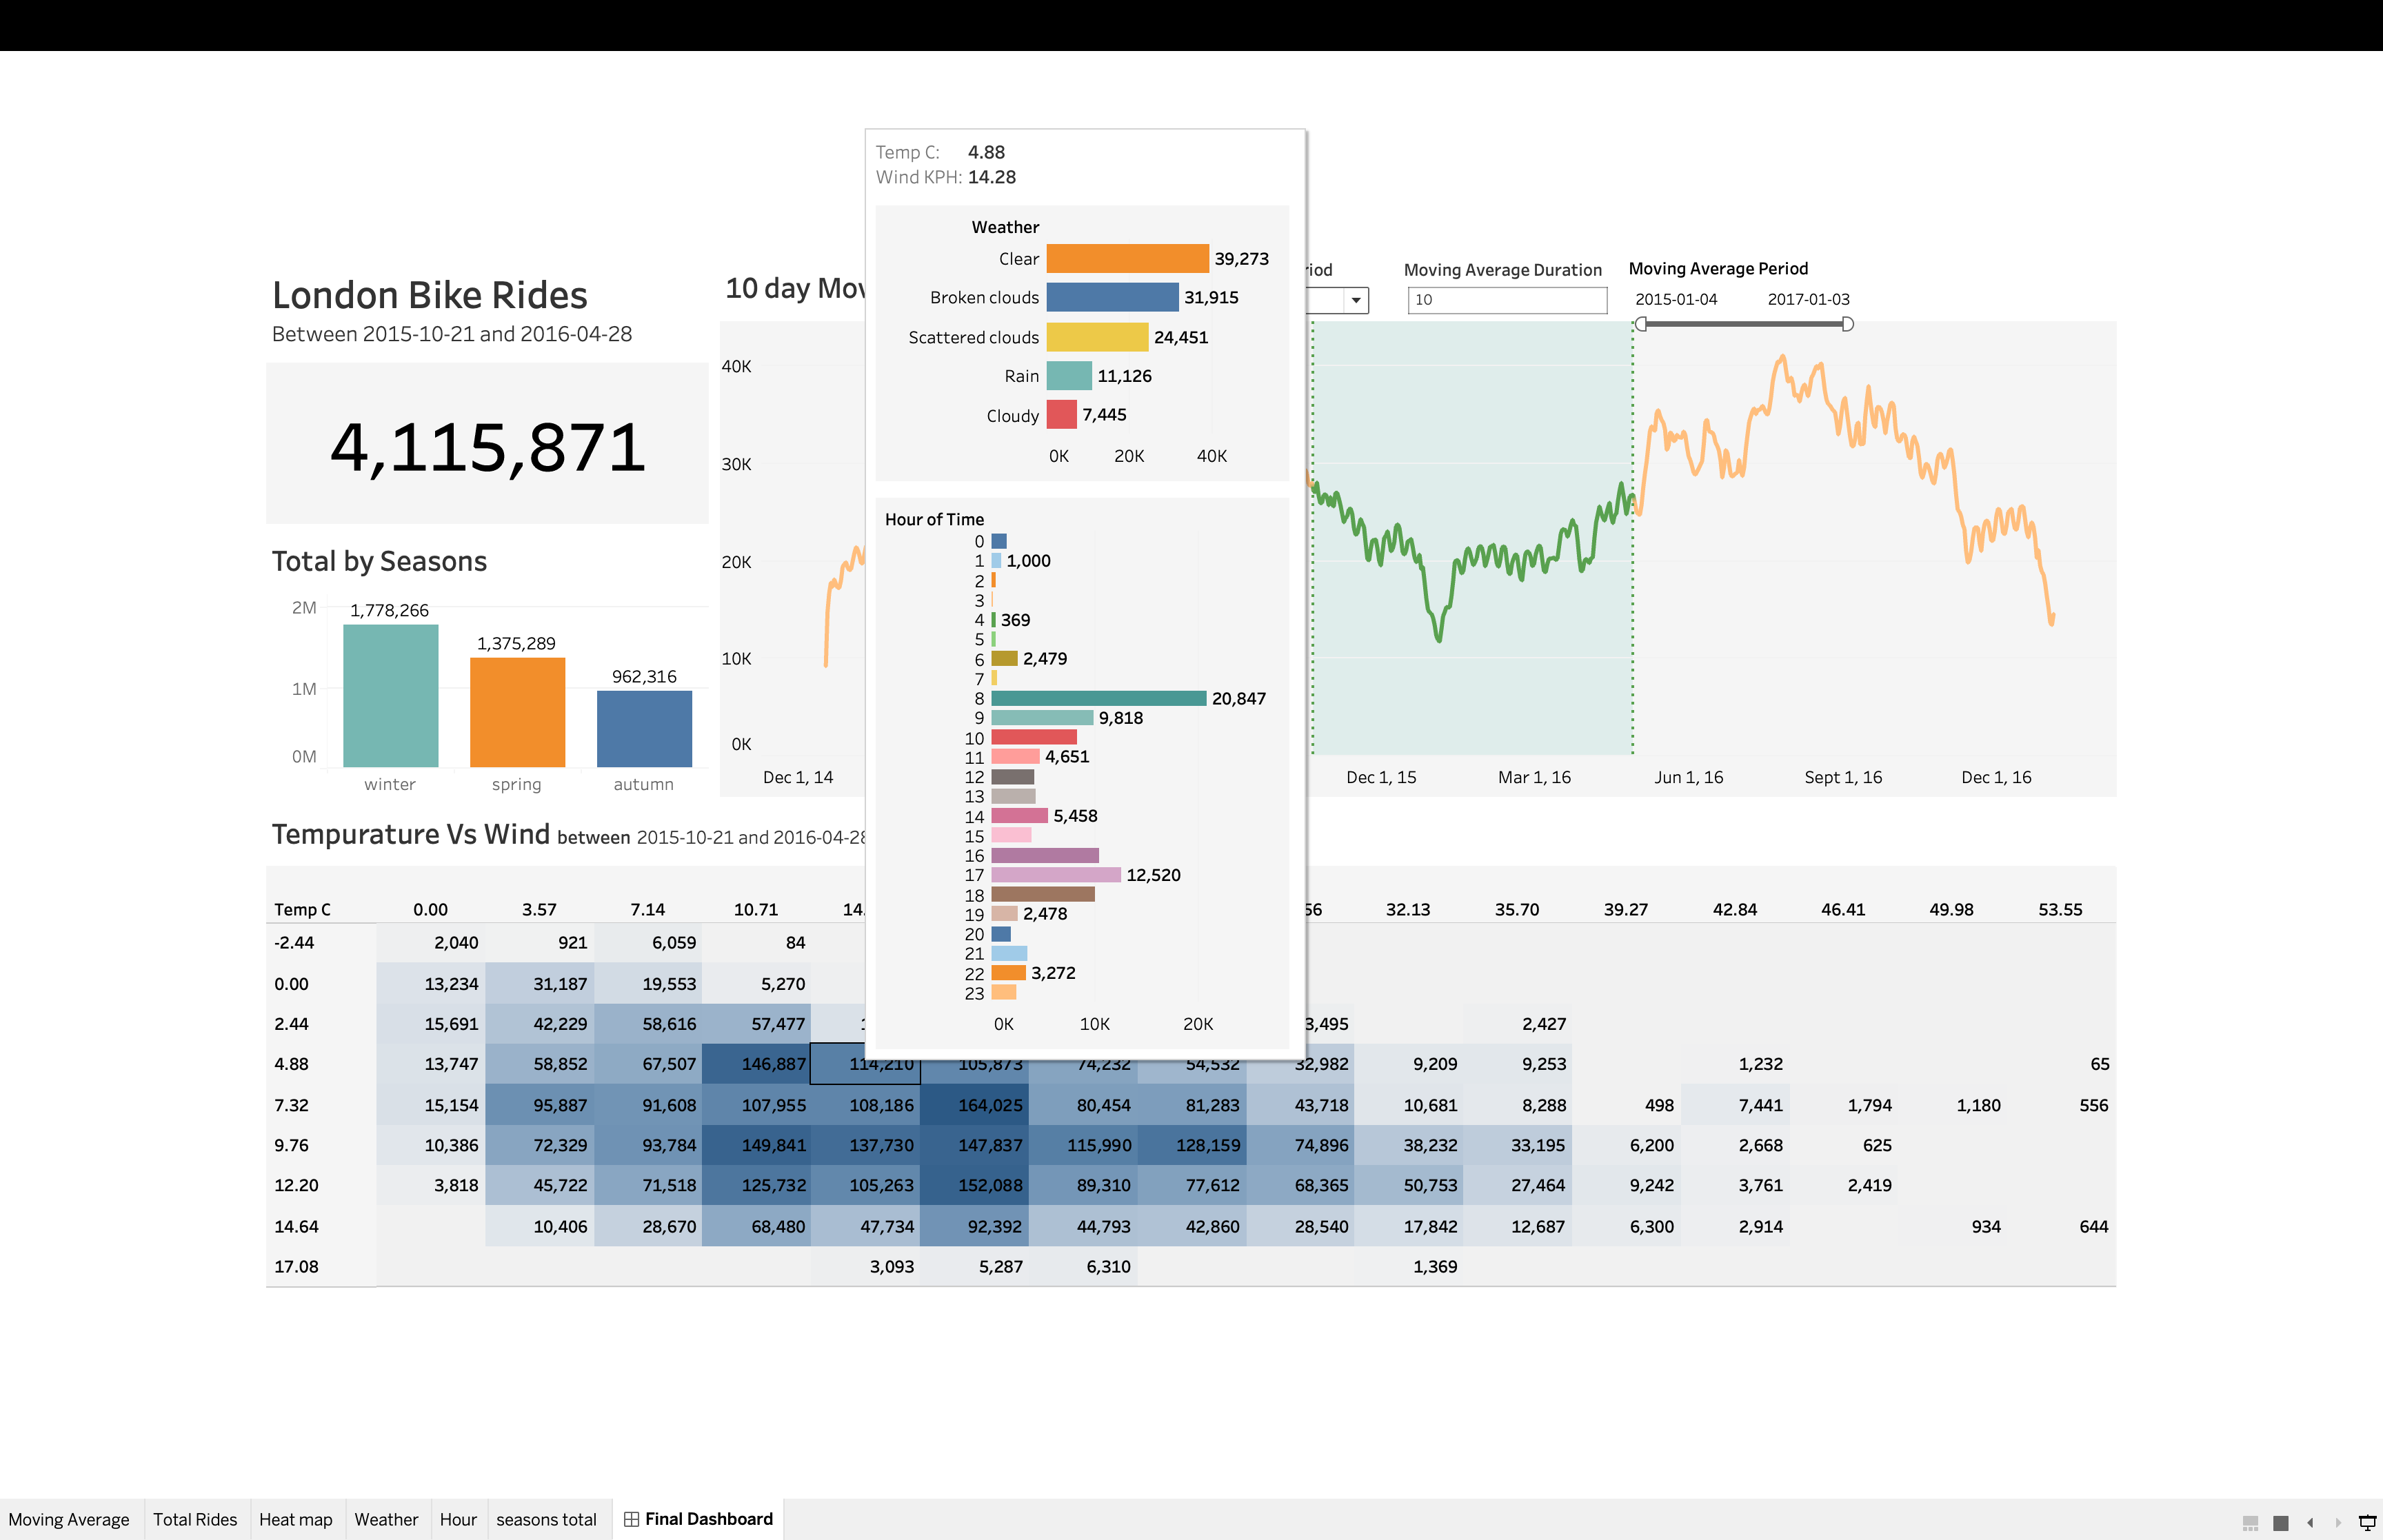 Temp C: 4.88
Wind KPH: 14.28
Weather
Clear 39,273
Broken clouds 31,915
Scattered clouds 24,451
Rain 11,126
Cloudy 7,445
0K 20K 40K
Hour of Time
0
1 1,000
2
3
4 369
5
6 2,479
7
8 20,847
9 9,818
10
11 4,651
12
13
14 5,458
15
16
17 12,520
18
19 2,478
20
21
22 3,272
23
0K 10K 20K
London Bike Rides
Between 2015-10-21 and 2016-04-28
4,115,871
Total by Seasons
2M
1M
0M
1,778,266
1,375,289
962,316
winter spring autumn
10 day
Moving Average Duration
10
Moving Average Period
2015-01-04 2017-01-03
40K
30K
20K
10K
0K
Dec 1, 14 Dec 1, 15 Mar 1, 16 Jun 1, 16 Sept 1, 16 Dec 1, 16
Tempurature Vs Wind between 2015-10-21 and 2016-04-28
Temp C 0.00 3.57 7.14 10.71 32.13 35.70 39.27 42.84 46.41 49.98 53.55
-2.44 2,040 921 6,059 84
0.00 13,234 31,187 19,553 5,270
2.44 15,691 42,229 58,616 57,477 3,495 2,427
4.88 13,747 58,852 67,507 146,887 114,210 105,873 74,232 54,532 32,982 9,209 9,253 1,232 65
7.32 15,154 95,887 91,608 107,955 108,186 164,025 80,454 81,283 43,718 10,681 8,288 498 7,441 1,794 1,180 556
9.76 10,386 72,329 93,784 149,841 137,730 147,837 115,990 128,159 74,896 38,232 33,195 6,200 2,668 625
12.20 3,818 45,722 71,518 125,732 105,263 152,088 89,310 77,612 68,365 50,753 27,464 9,242 3,761 2,419
14.64 10,406 28,670 68,480 47,734 92,392 44,793 42,860 28,540 17,842 12,687 6,300 2,914 934 644
17.08 3,093 5,287 6,310 1,369
Moving Average Total Rides Heat map Weather Hour seasons total Final Dashboard